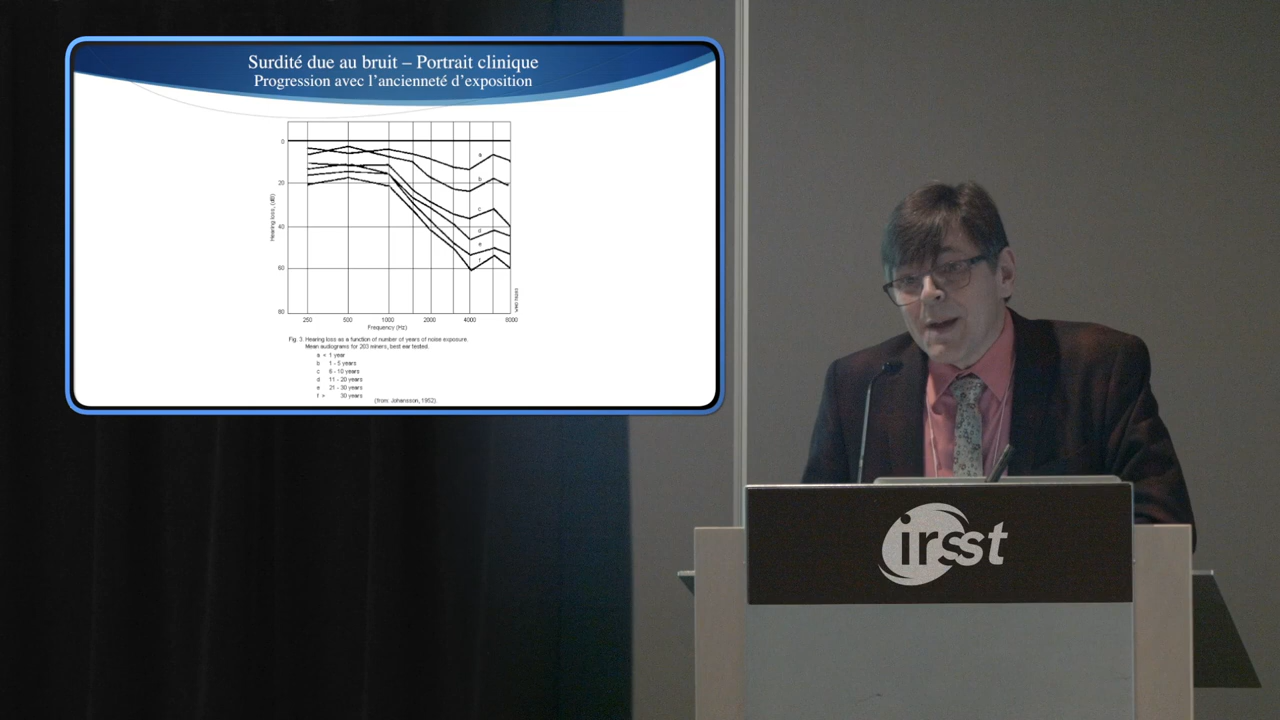 Surdité due au bruit – Portrait clinique
Progression avec l'ancienneté d'exposition
0
20
40
60
80
Hearing loss, (dB)
a
b
c
d
e
f
250
500
1000
2000
4000
8000
Frequency (Hz)
Fig. 3. Hearing loss as a function of number of years of noise exposure.
Mean audiograms for 203 miners, best ear tested.
a < 1 year
b 1 - 5 years
c 6 - 10 years
d 11 - 20 years
e 21 - 30 years
f > 30 years
(from: Johansson, 1952).
irsst